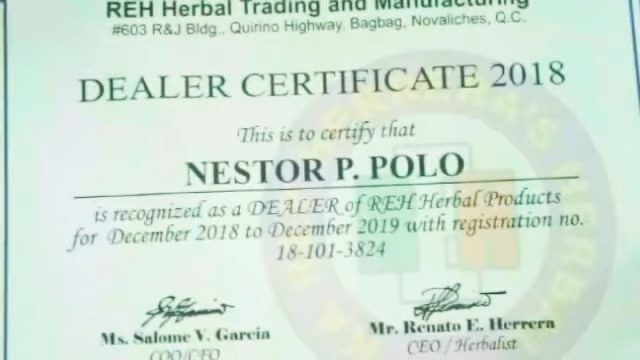 REH Herbal Trading and Manufacturing
#603 R&J Bldg., Quirino Highway, Bagbag, Novaliches, Q.C.
DEALER CERTIFICATE 2018
This is to certify that
NESTOR P. POLO
is recognized as a DEALER of REH Herbal Products
for December 2018 to December 2019 with registration no.
18-101-3824
Ms. Salome V. Garcia
COO/CFO
Mr. Renato E. Herrera
CEO / Herbalist